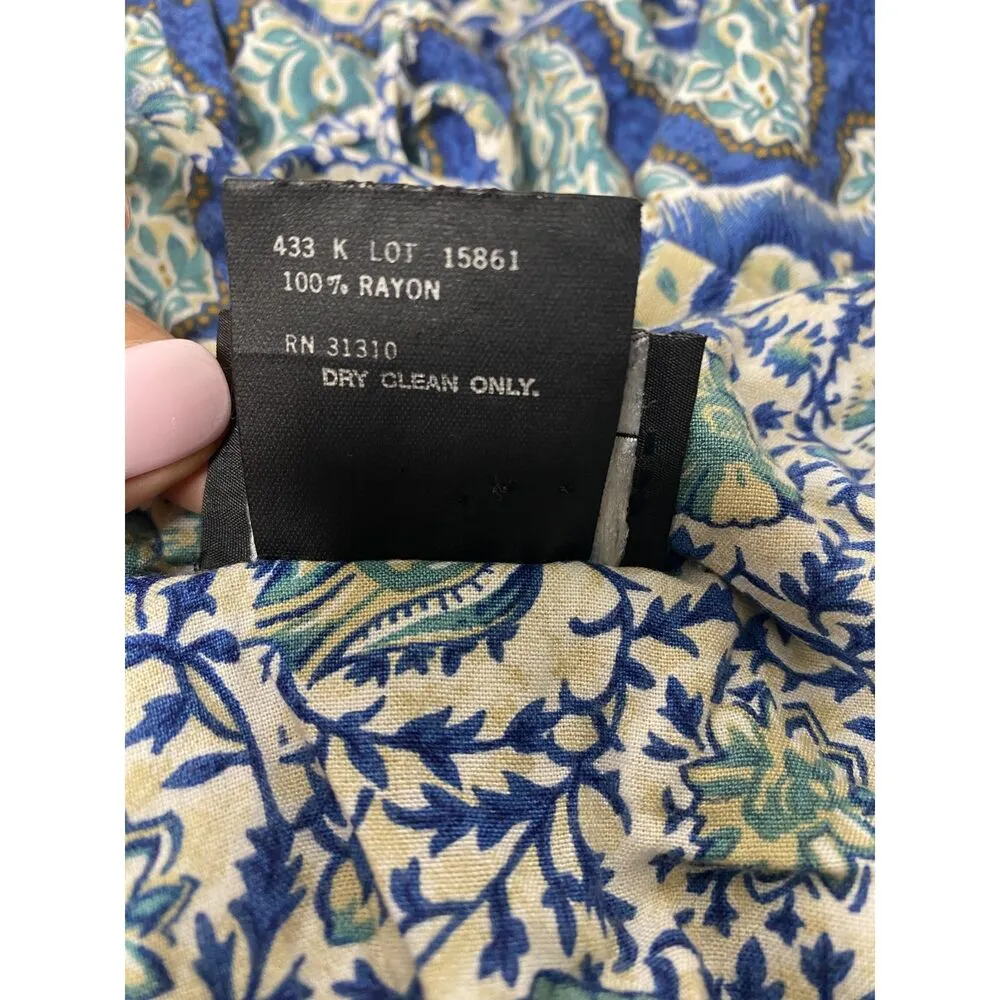 433 K LOT 15861
100% RAYON
RN 31310
DRY CLEAN ONLY.